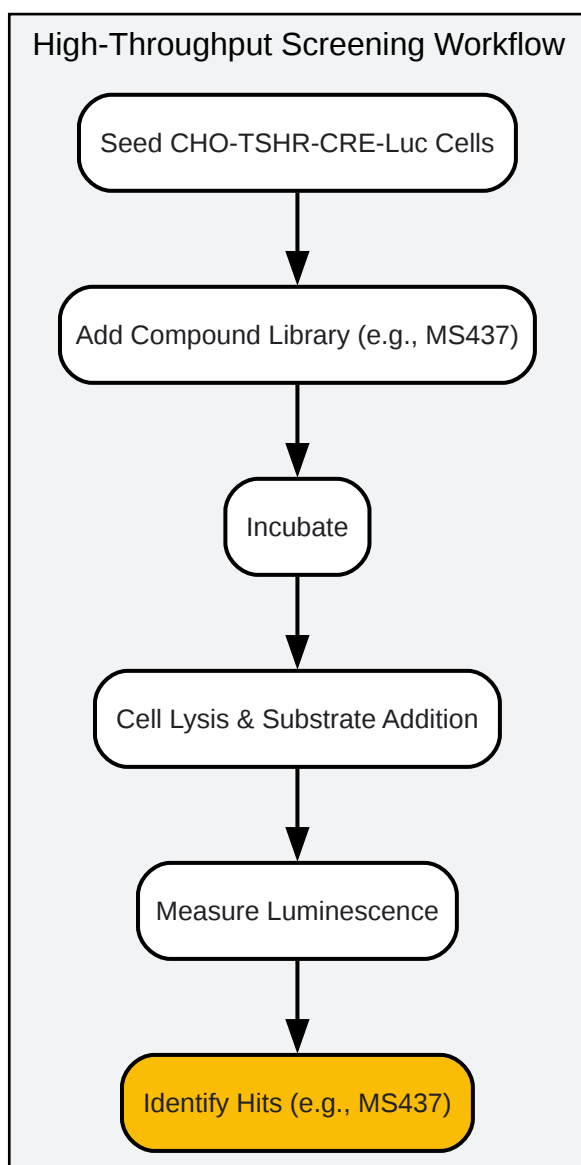 High-Throughput Screening Workflow
Seed CHO-TSHR-CRE-Luc Cells
Add Compound Library (e.g., MS437)
Incubate
Cell Lysis & Substrate Addition
Measure Luminescence
Identify Hits (e.g., MS437)